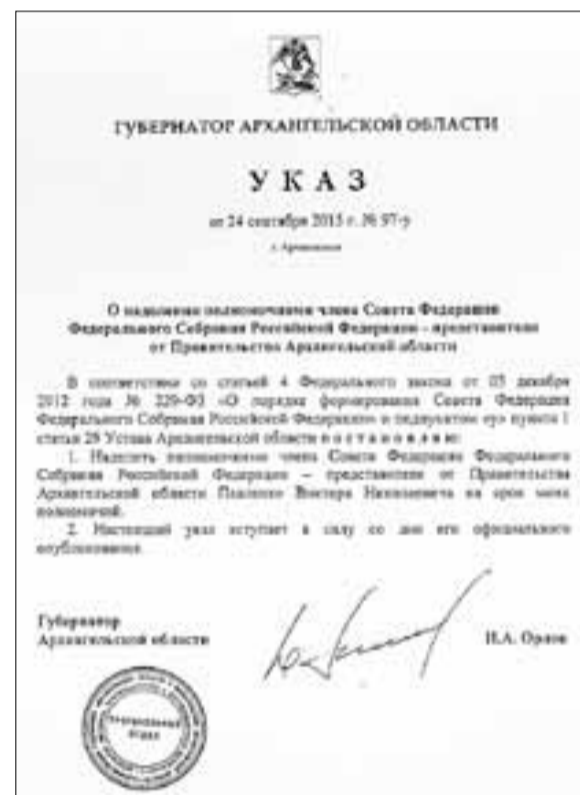 ГУБЕРНАТОР АРХАНГЕЛЬСКОЙ ОБЛАСТИ
УКАЗ
от 24 сентября 2015 г. № 97-у
г. Архангельск
О наделении полномочиями члена Совета Федерации
Федерального Собрания Российской Федерации – представителя
от Правительства Архангельской области
В соответствии со статьей 4 Федерального закона от 03 декабря
2012 года № 229-ФЗ «О порядке формирования Совета Федерации
Федерального Собрания Российской Федерации» и подпунктом «у» пункта 1
статьи 28 Устава Архангельской области постановляю:
1. Наделить полномочиями члена Совета Федерации Федерального
Собрания Российской Федерации – представителя от Правительства
Архангельской области Павленко Виктора Николаевича на срок моих
полномочий.
2. Настоящий указ вступает в силу со дня его официального
опубликования.
Губернатор
Архангельской области
И.А. Орлов
ОТДЕЛ